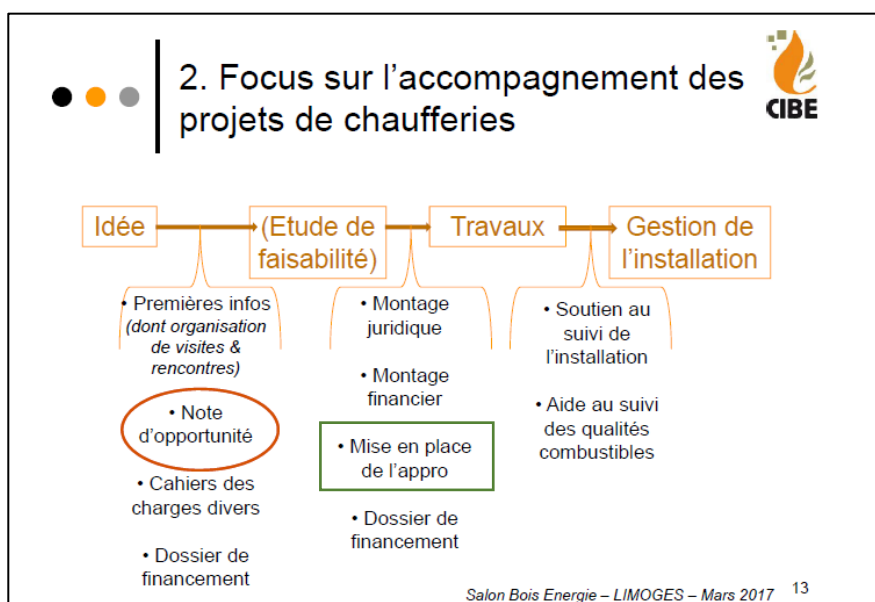 2. Focus sur l'accompagnement des
projets de chaufferies
CIBE
Idée
(Etude de
faisabilité)
Travaux
Gestion de
l'installation
• Premières infos
(dont organisation
de visites &
rencontres)
• Note
d'opportunité
• Cahiers des
charges divers
• Dossier de
financement
• Montage
juridique
• Montage
financier
• Mise en place
de l'appro
• Dossier de
financement
• Soutien au
suivi de
l'installation
• Aide au suivi
des qualités
combustibles
Salon Bois Energie – LIMOGES – Mars 2017 13